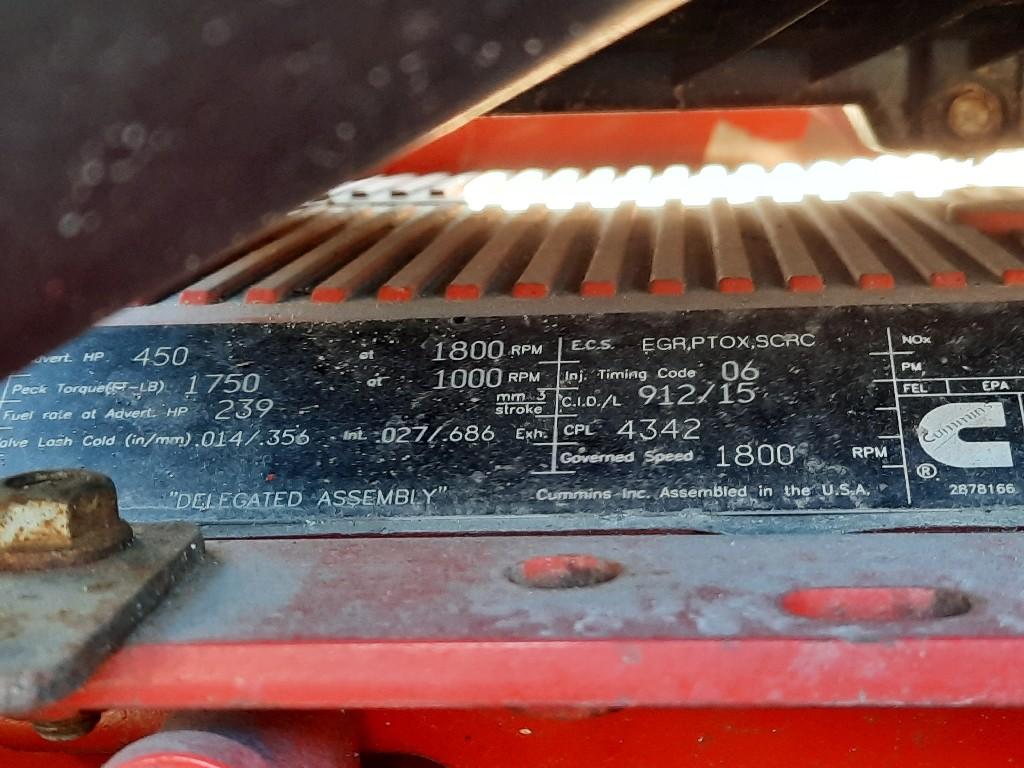 Advert. HP 450 at 1800 RPM
Peck Torque(FT-LB) 1750 at 1000 RPM
Fuel rate at Advert. HP 239 mm 3 stroke
Valve Lash Cold (in/mm) .014/.356 Int. .027/.686 Exh.
"DELEGATED ASSEMBLY"
E.C.S. EGR,PTOX,SCRC
Inj. Timing Code 06
C.I.D./L 912/15
CPL 4342
Governed Speed 1800 RPM
Cummins Inc. Assembled in the U.S.A.
NOx
PM
FEL EPA
Cummins
®
2878166